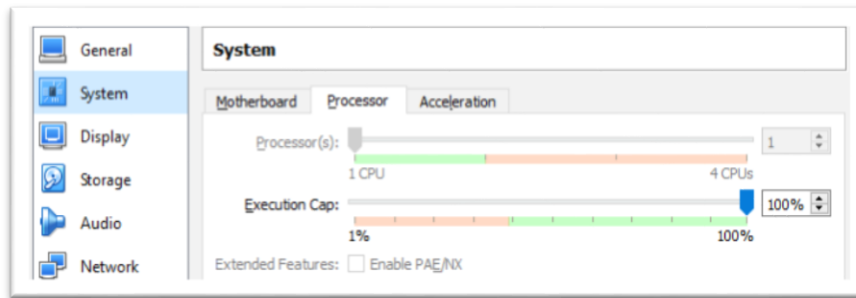 General
System
Display
Storage
Audio
Network
System
Motherboard Processor Acceleration
Processor(s): 1
1 CPU 4 CPUs
Execution Cap: 100%
1% 100%
Extended Features: Enable PAE/NX